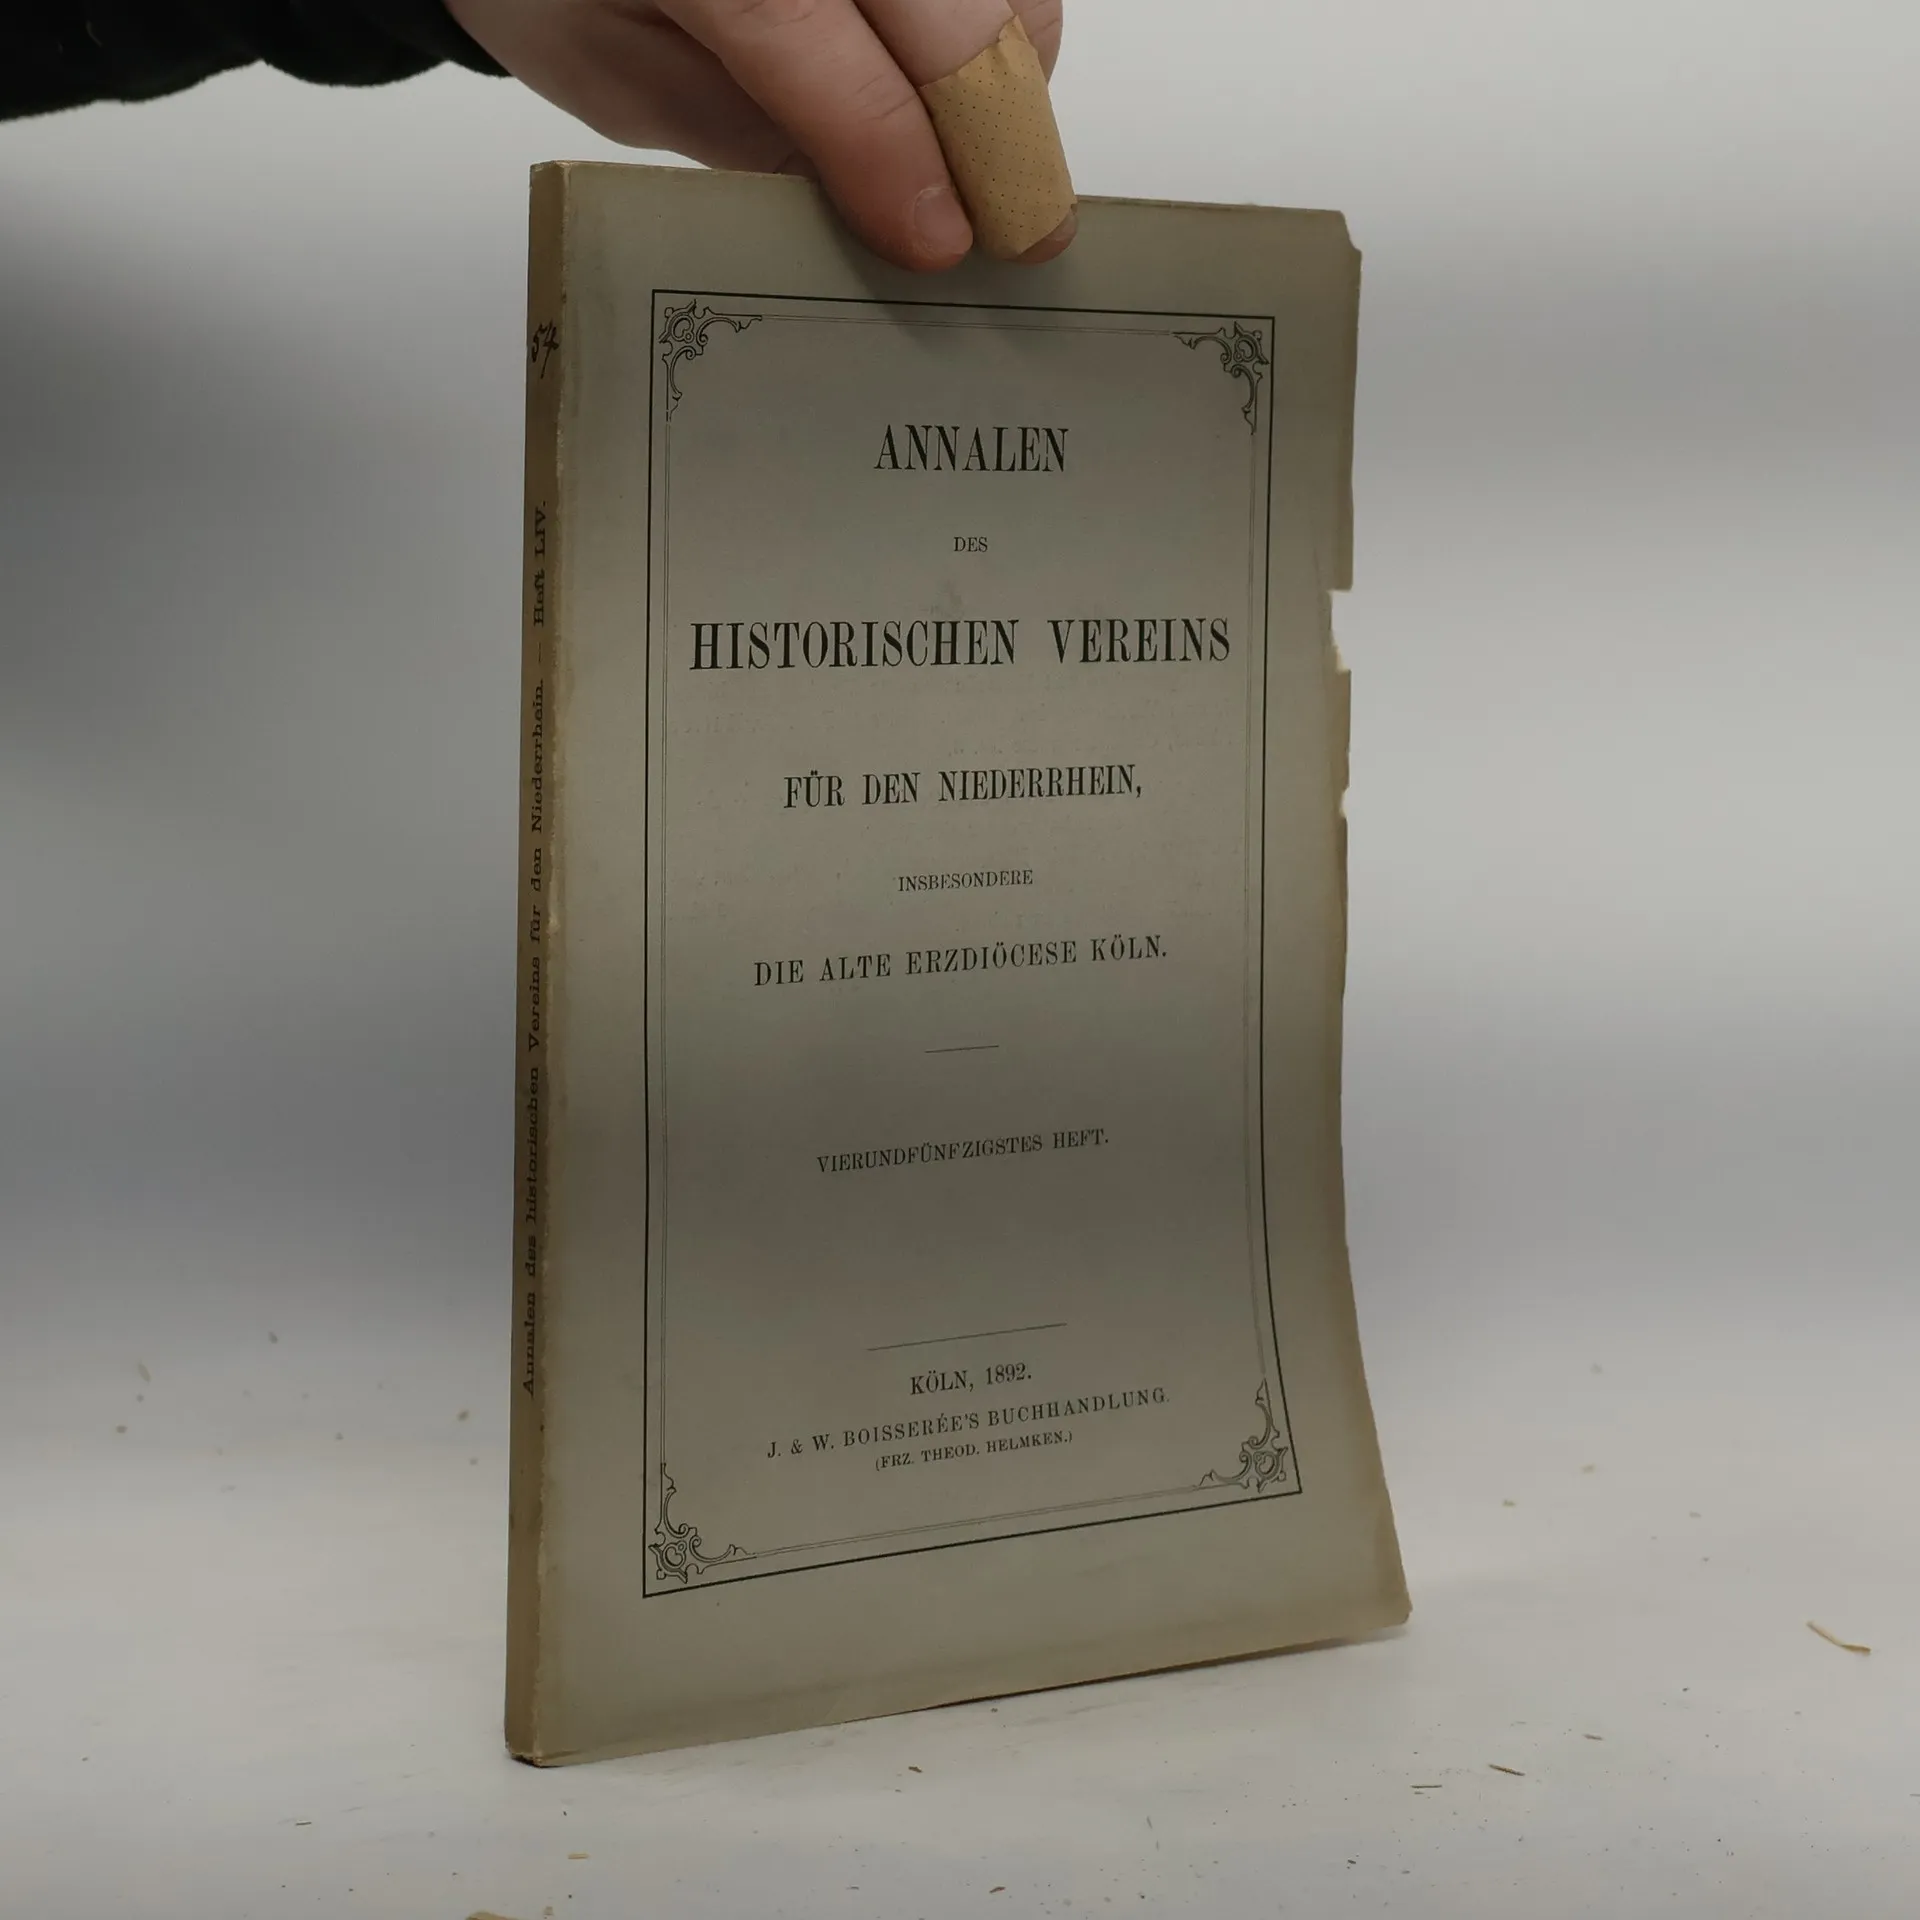 ANNALEN
DES
HISTORISCHEN VEREINS
FÜR DEN NIEDERRHEIN,
INSBESONDERE
DIE ALTE ERZDIÖCESE KÖLN.
VIERUNDFÜNFZIGSTES HEFT.
KÖLN, 1892.
J. & W. BOISSERÉE'S BUCHHANDLUNG.
(FRZ. THEOD. HELMKEN.)
54
Annalen des historischen Vereins für den Niederrhein. — Heft LIV.